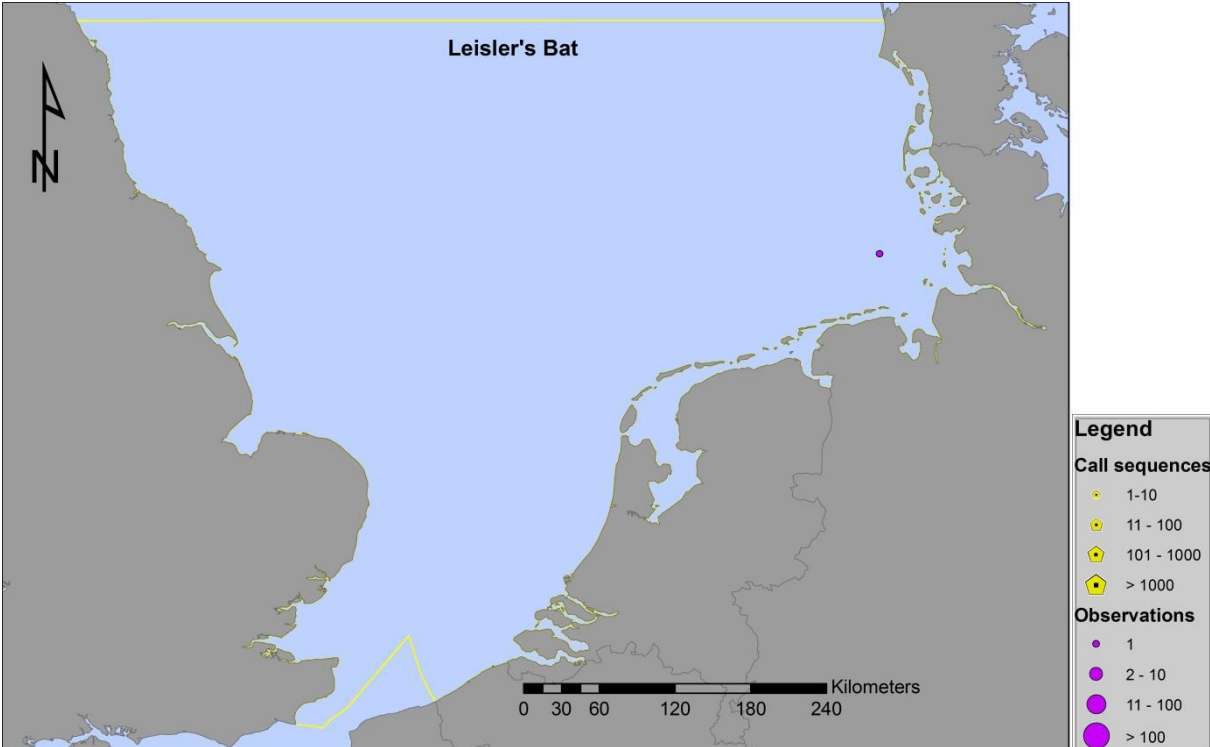 Leisler's Bat
N
Kilometers
0 30 60 120 180 240
Legend
Call sequences
1-10
11 - 100
101 - 1000
> 1000
Observations
1
2 - 10
11 - 100
> 100